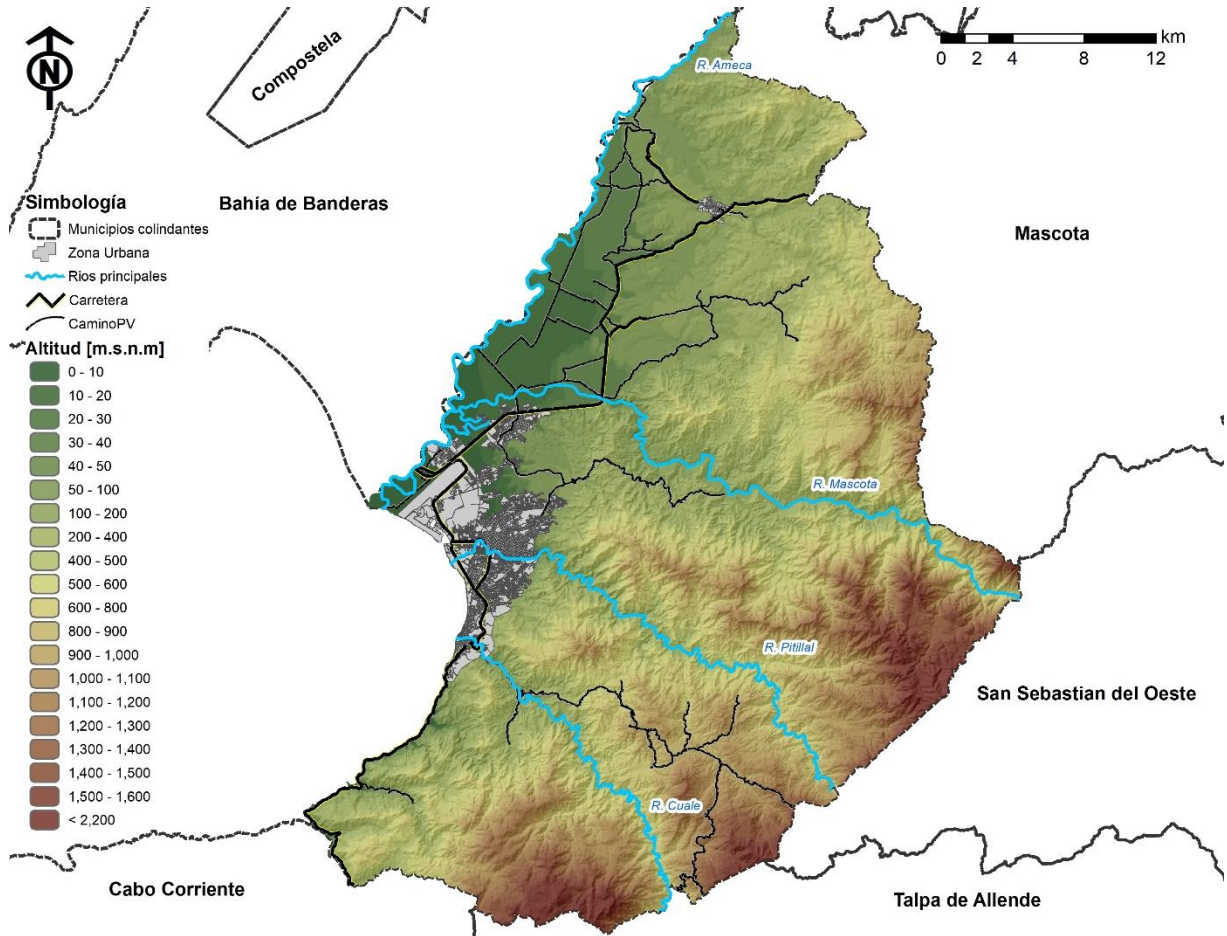 N
Compostela
R. Ameca
km
0 2 4 8 12
Bahía de Banderas
Mascota
Simbología
Municipios colindantes
Zona Urbana
Rios principales
Carretera
CaminoPV
Altitud [m.s.n.m]
0 - 10
10 - 20
20 - 30
30 - 40
40 - 50
50 - 100
100 - 200
200 - 400
400 - 500
500 - 600
600 - 800
800 - 900
900 - 1,000
1,000 - 1,100
1,100 - 1,200
1,200 - 1,300
1,300 - 1,400
1,400 - 1,500
1,500 - 1,600
< 2,200
R. Mascota
R. Pitillal
San Sebastian del Oeste
R. Cuale
Cabo Corriente
Talpa de Allende